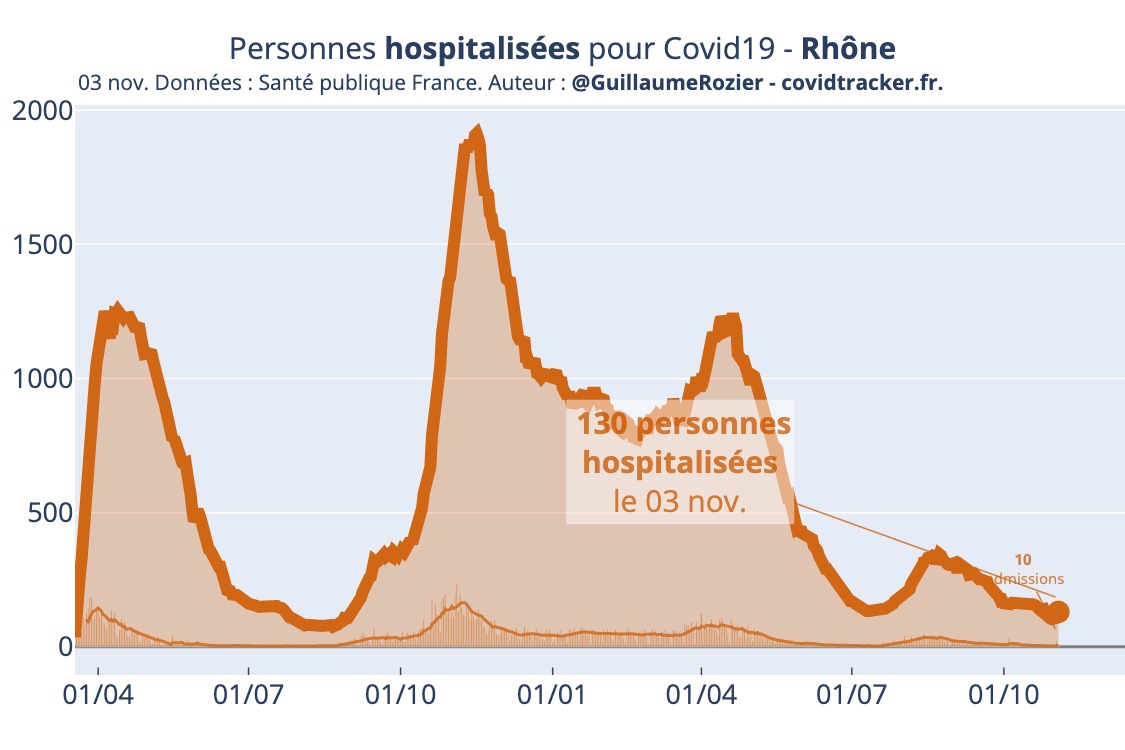 Personnes hospitalisées pour Covid19 - Rhône
03 nov. Données : Santé publique France. Auteur : @GuillaumeRozier - covidtracker.fr.
2000
1500
1000
500
0
130 personnes
hospitalisées
le 03 nov.
10
dmissions
01/04
01/07
01/10
01/01
01/04
01/07
01/10